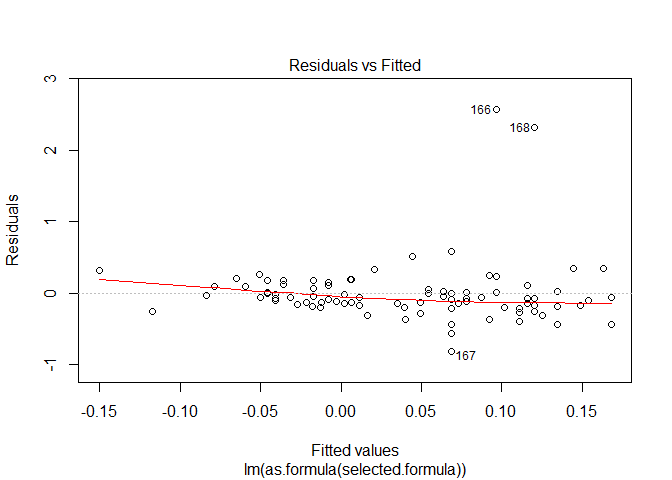 Residuals vs Fitted
3
2
1
0
-1
Residuals
166
168
167
-0.15 -0.10 -0.05 0.00 0.05 0.10 0.15
Fitted values
lm(as.formula(selected.formula))